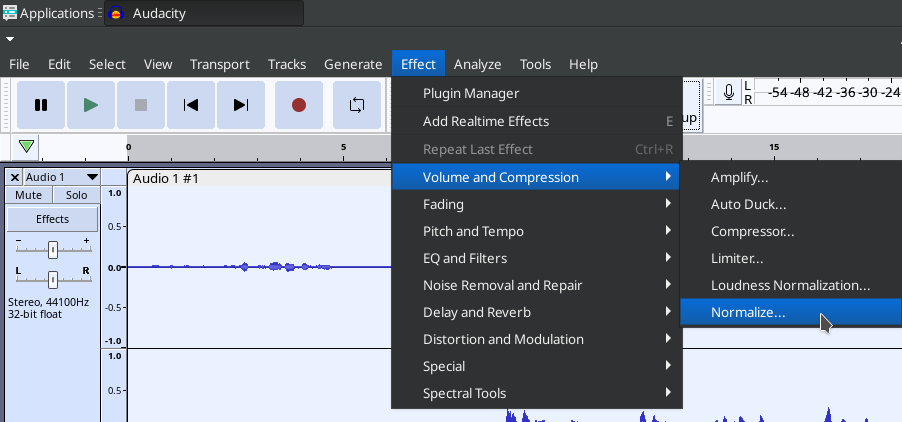 Applications
Audacity
File Edit Select View Transport Tracks Generate Effect Analyze Tools Help
Plugin Manager
Add Realtime Effects E
Repeat Last Effect Ctrl+R
Volume and Compression
Fading
Pitch and Tempo
EQ and Filters
Noise Removal and Repair
Delay and Reverb
Distortion and Modulation
Special
Spectral Tools
Amplify...
Auto Duck...
Compressor...
Limiter...
Loudness Normalization...
Normalize...
up
L
R
-54 -48 -42 -36 -30 -24
0 5 15
Audio 1
Mute Solo
Effects
- +
L R
Stereo, 44100Hz
32-bit float
Audio 1 #1
1.0
0.5
0.0
-0.5
-1.0
1.0
0.5